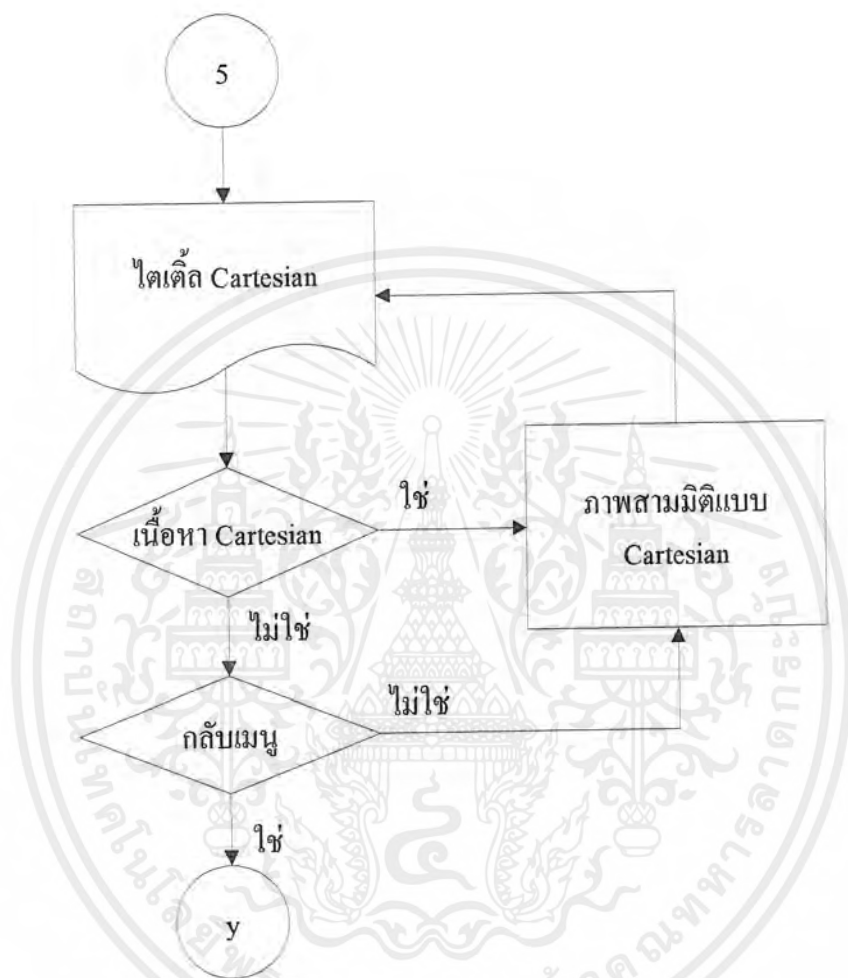 5
ไตเติ้ล Cartesian
เนื้อหา Cartesian
ใช่
ภาพสามมิติแบบ
Cartesian
ไม่ใช่
กลับเมนู
ไม่ใช่
ใช่
y